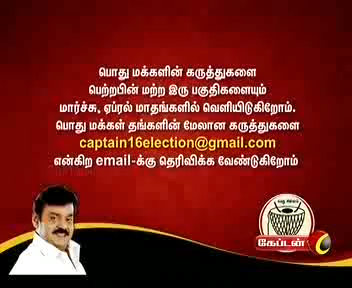 பொது மக்களின் கருத்துகளை
பெற்றபின் மற்ற இரு பகுதிகளையும்
மார்ச்சு, ஏப்ரல் மாதங்களில் வெளியிடுகிறோம்.
பொது மக்கள் தங்களின் மேலான கருத்துகளை
captain16election@gmail.com
என்கிற email-க்கு தெரிவிக்க வேண்டுகிறோம்
கேப்டன்